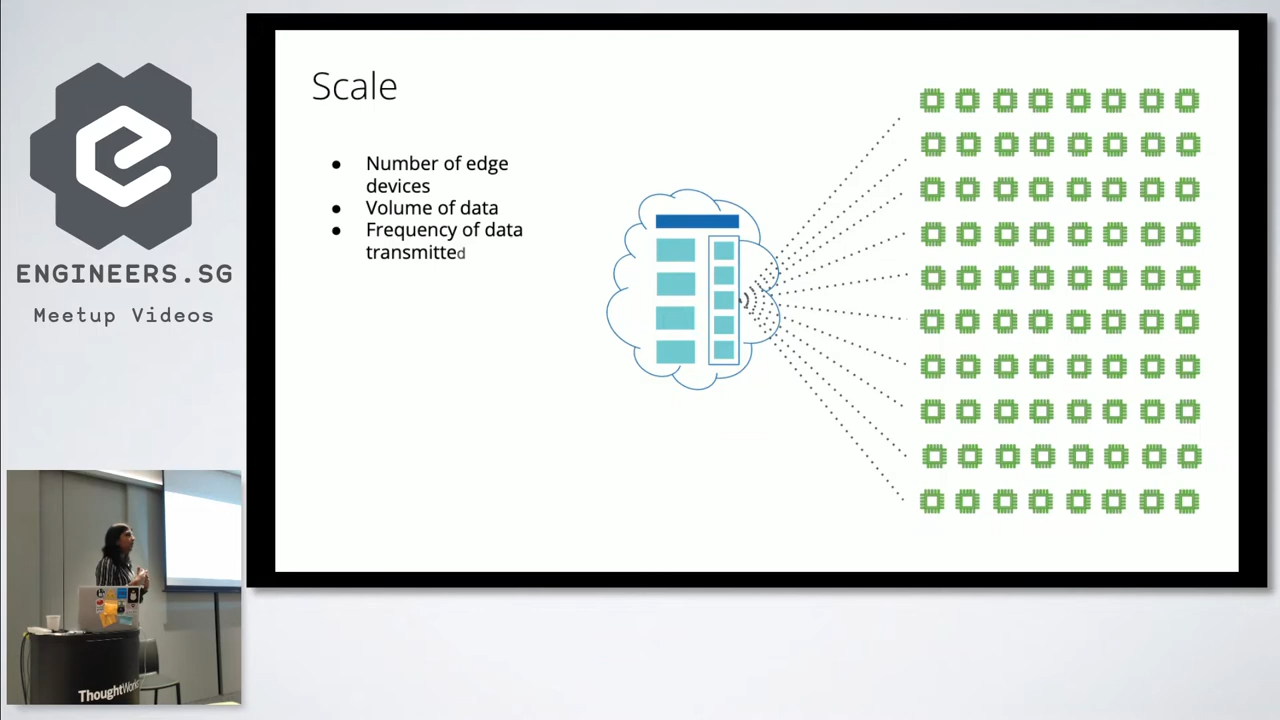 Scale
● Number of edge
devices
● Volume of data
● Frequency of data
transmitted
ENGINEERS.SG
Meetup Videos
ThoughtWorks